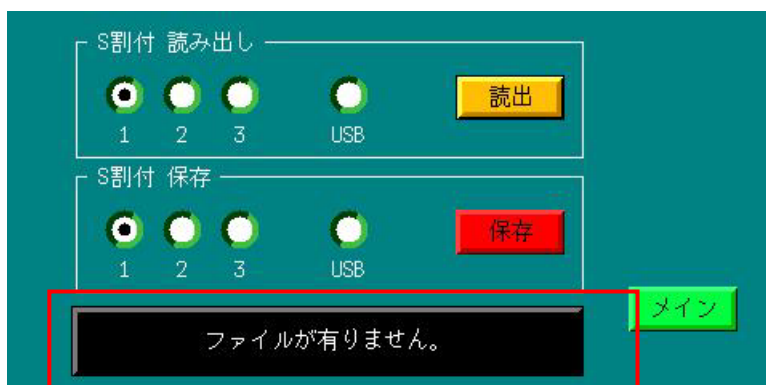 S割付 読み出し
1 2 3 USB
読出
S割付 保存
1 2 3 USB
保存
メイン
ファイルが有りません。